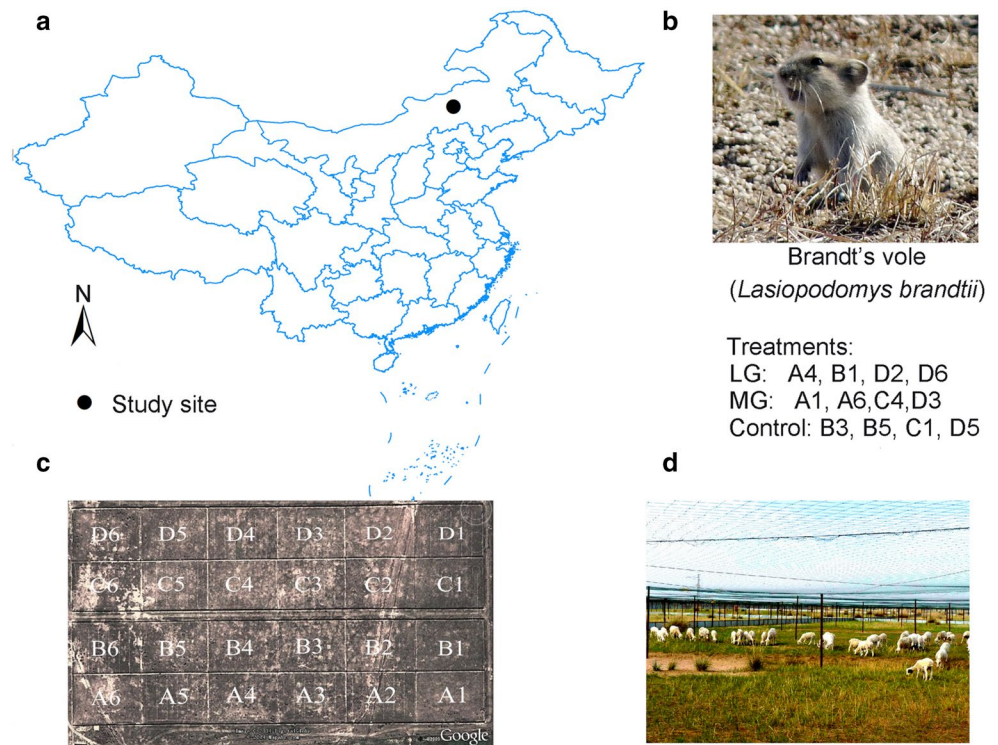 a
N
Study site
b
Brandt's vole
(Lasiopodomys brandtii)
Treatments:
LG: A4, B1, D2, D6
MG: A1, A6,C4,D3
Control: B3, B5, C1, D5
c
D6 D5 D4 D3 D2 D1
C6 C5 C4 C3 C2 C1
B6 B5 B4 B3 B2 B1
A6 A5 A4 A3 A2 A1
Google
d